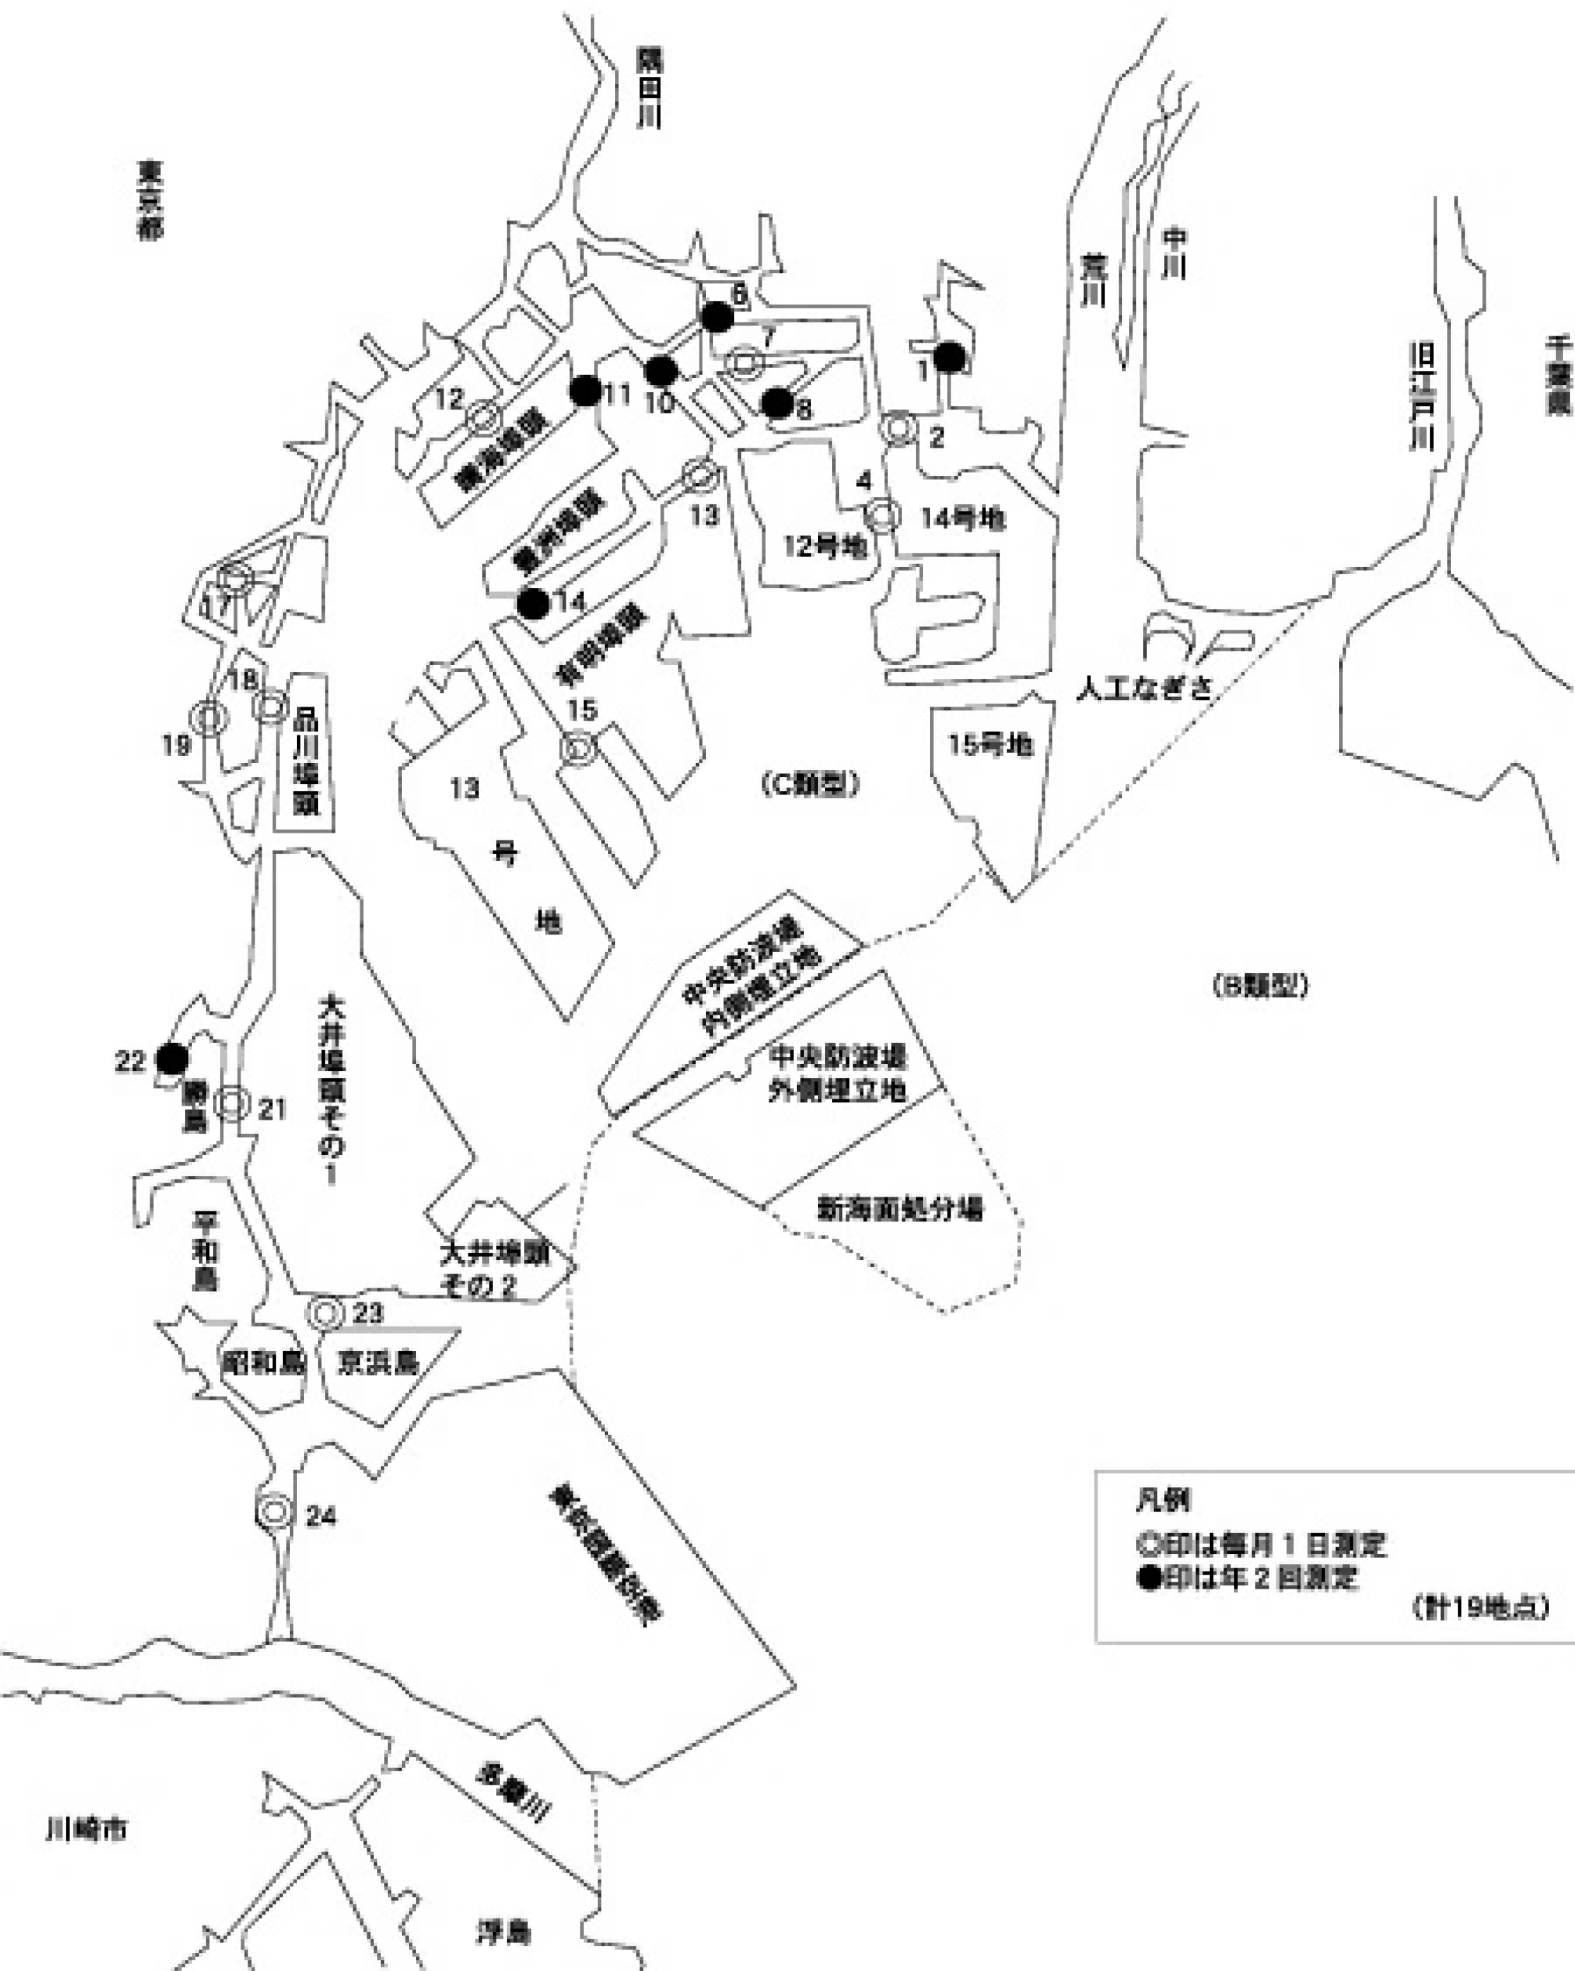 隅田川
東京都
中川
荒川
千葉県
旧江戸川
6
7
1
12
11
10
8
2
晴海埠頭
4
13
14号地
12号地
豊洲埠頭
17
14
有明埠頭
18
人工なぎさ
15
19
品川埠頭
15号地
(C類型)
13
号
地
中央防波堤
内側埋立地
(B類型)
大井埠頭その1
22
中央防波堤
外側埋立地
勝島
21
新海面処分場
平和島
大井埠頭
その2
23
昭和島
京浜島
24
東京国際空港
凡例
◎印は毎月1日測定
●印は年2回測定
(計19地点)
多摩川
川崎市
浮島